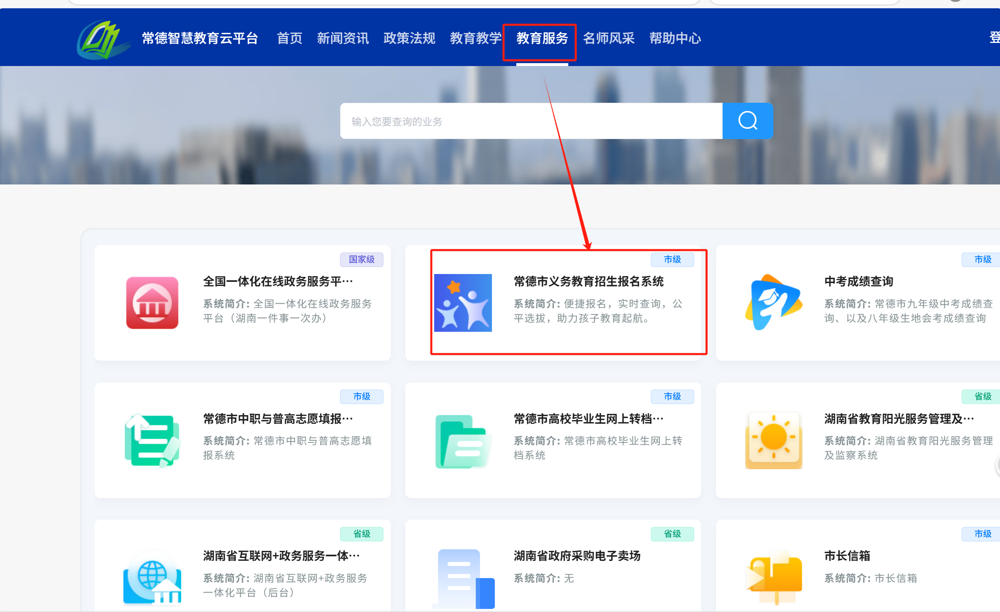 常德智慧教育云平台 首页 新闻资讯 政策法规 教育教学 教育服务 名师风采 帮助中心 登
输入您要查询的业务
国家级
全国一体化在线政务服务平…
系统简介: 全国一体化在线政务服务
平台（湖南一件事一次办）
市级
常德市义务教育招生报名系统
系统简介: 便捷报名，实时查询，公
平选拔，助力孩子教育起航。
市级
中考成绩查询
系统简介: 常德市九年级中考成绩查
询、以及八年级生地会考成绩查询
市级
常德市中职与普高志愿填报…
系统简介: 常德市中职与普高志愿填
报系统
市级
常德市高校毕业生网上转档…
系统简介: 常德市高校毕业生网上转
档系统
省级
湖南省教育阳光服务管理及…
系统简介: 湖南省教育阳光服务管理
及监察系统
省级
湖南省互联网+政务服务一体…
系统简介: 湖南省互联网+政务服务
一体化平台（后台）
省级
湖南省政府采购电子卖场
系统简介: 无
市级
市长信箱
系统简介: 市长信箱